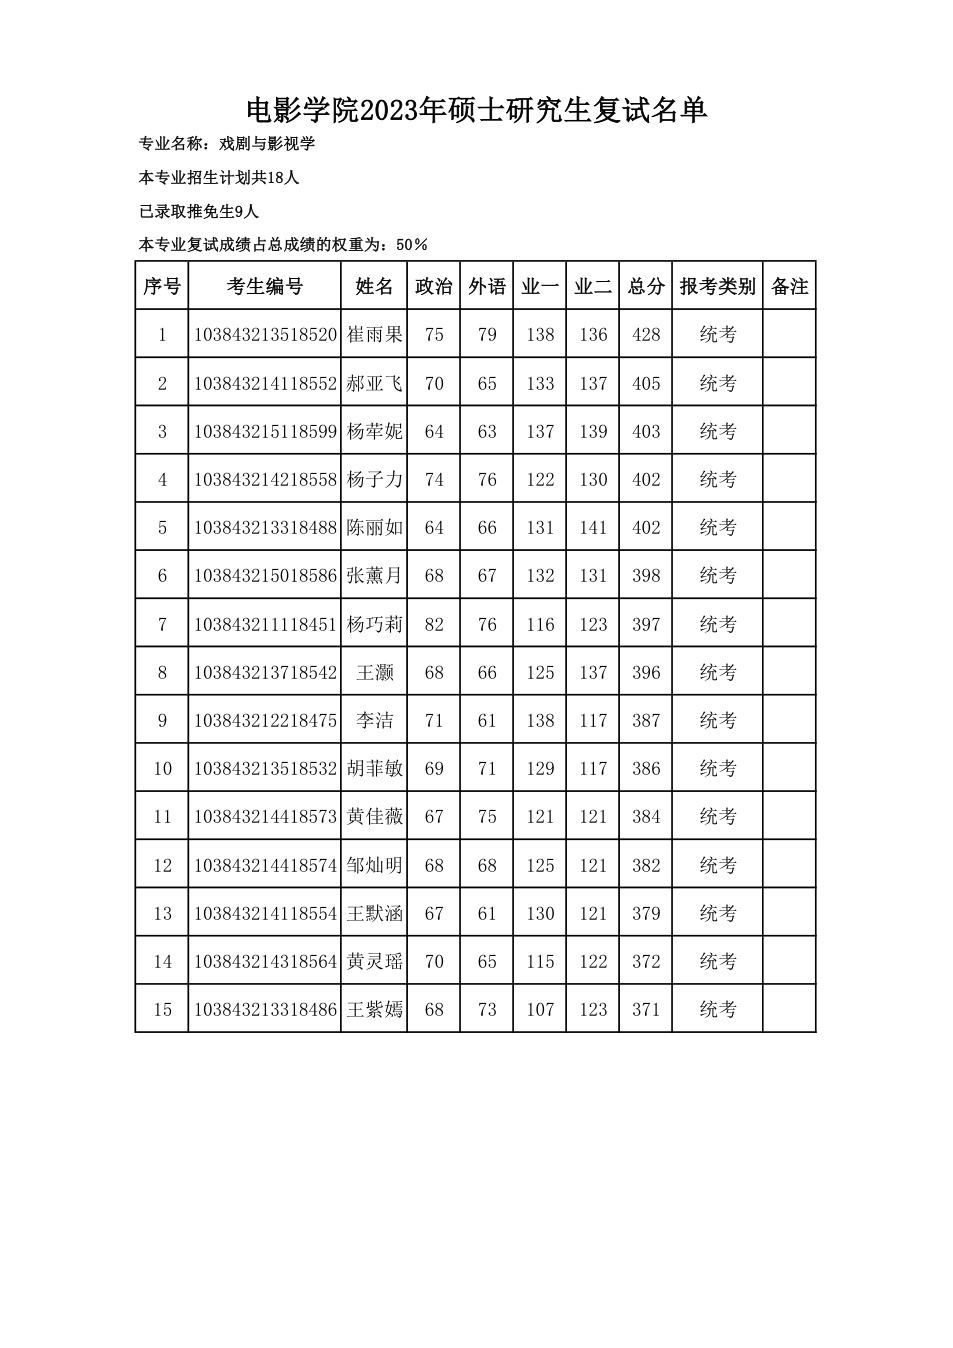 电影学院2023年硕士研究生复试名单
专业名称：戏剧与影视学
本专业招生计划共18人
已录取推免生9人
本专业复试成绩占总成绩的权重为：50%
序号 考生编号 姓名 政治 外语 业一 业二 总分 报考类别 备注
1 103843213518520 崔雨果 75 79 138 136 428 统考
2 103843214118552 郝亚飞 70 65 133 137 405 统考
3 103843215118599 杨荤妮 64 63 137 139 403 统考
4 103843214218558 杨子力 74 76 122 130 402 统考
5 103843213318488 陈丽如 64 66 131 141 402 统考
6 103843215018586 张薰月 68 67 132 131 398 统考
7 103843211118451 杨巧莉 82 76 116 123 397 统考
8 103843213718542 王灏 68 66 125 137 396 统考
9 103843212218475 李洁 71 61 138 117 387 统考
10 103843213518532 胡菲敏 69 71 129 117 386 统考
11 103843214418573 黄佳薇 67 75 121 121 384 统考
12 103843214418574 邹灿明 68 68 125 121 382 统考
13 103843214118554 王默涵 67 61 130 121 379 统考
14 103843214318564 黄灵瑶 70 65 115 122 372 统考
15 103843213318486 王紫嫣 68 73 107 123 371 统考